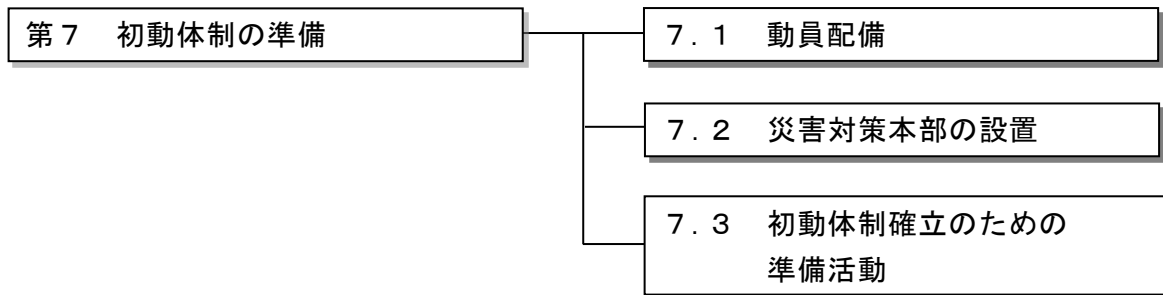 第７　初動体制の準備
７．１　動員配備
７．２　災害対策本部の設置
７．３　初動体制確立のための
準備活動